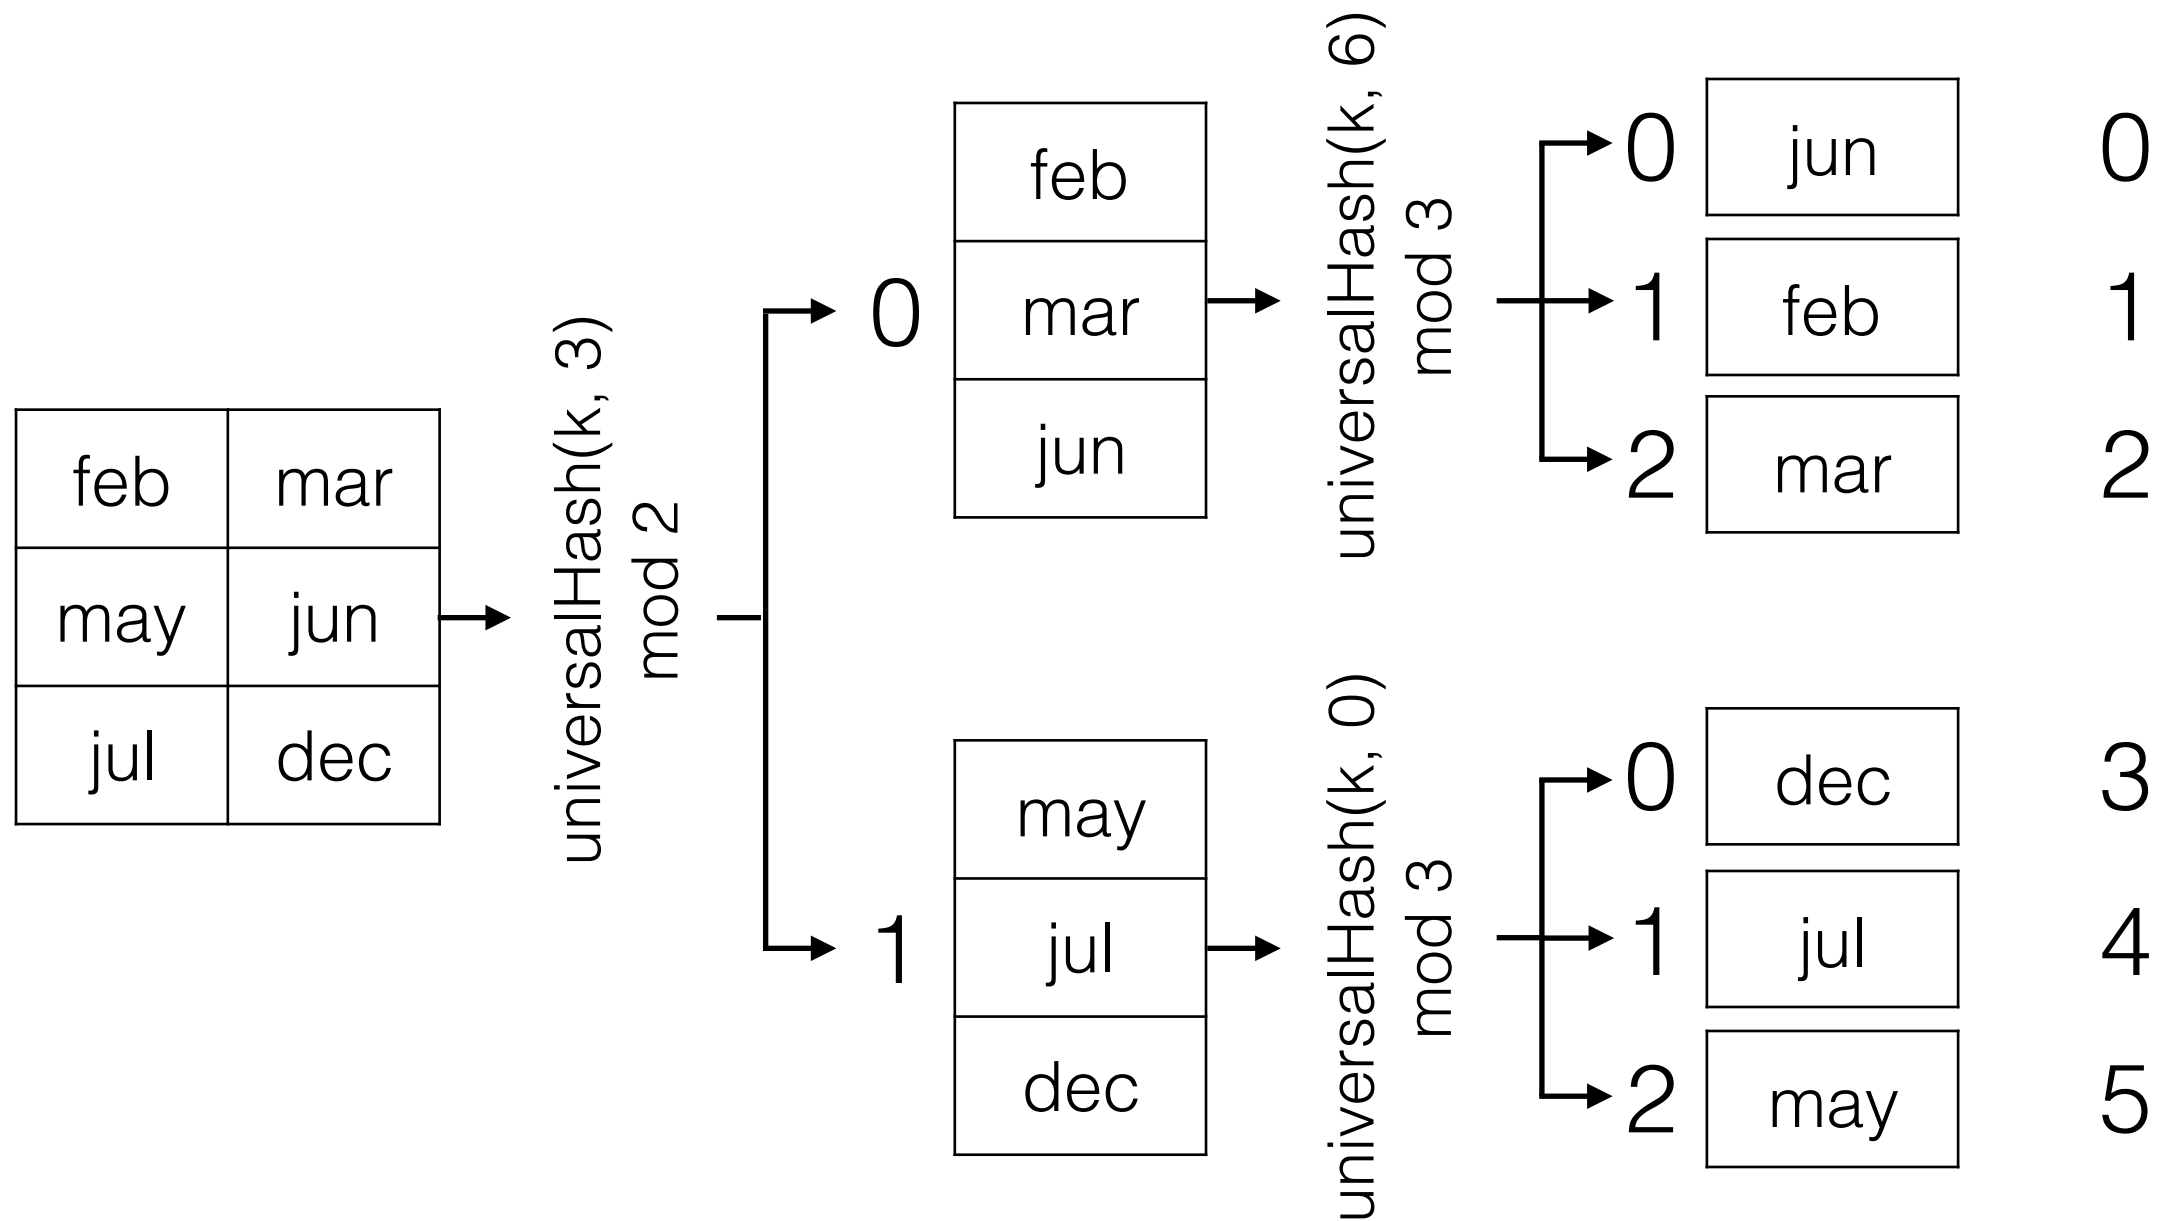 feb mar
may jun
jul dec
universalHash(k, 3)
mod 2
0
feb
mar
jun
universalHash(k, 6)
mod 3
0 jun 0
1 feb 1
2 mar 2
1
may
jul
dec
universalHash(k, 0)
mod 3
0 dec 3
1 jul 4
2 may 5